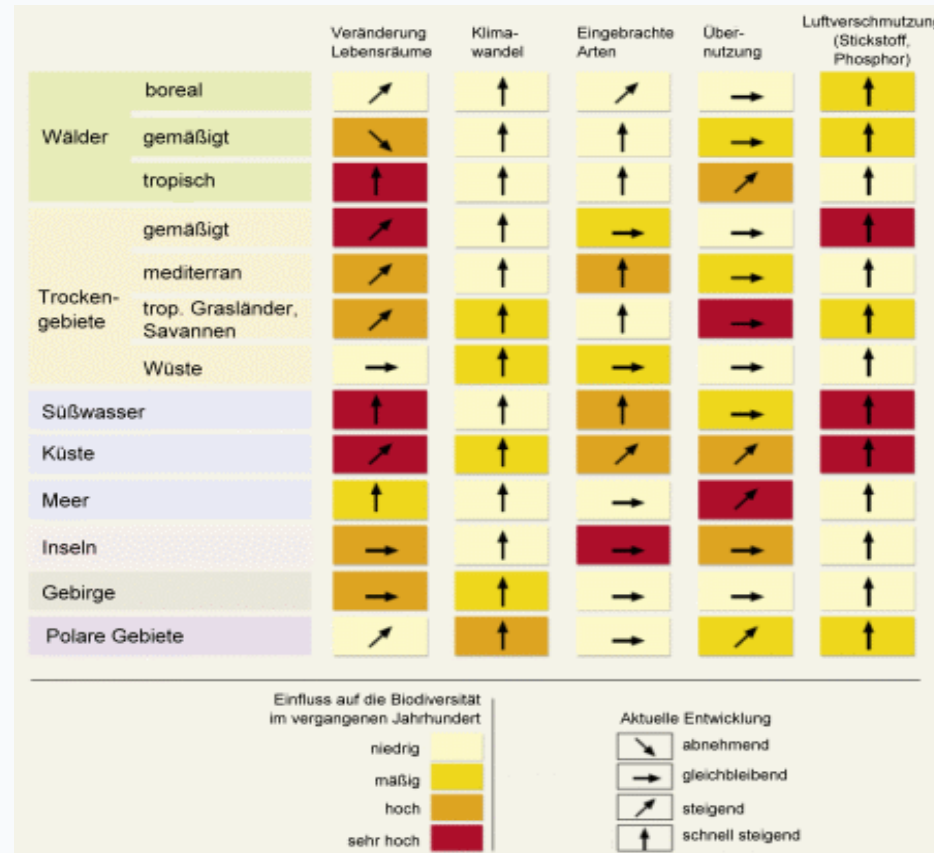 Veränderung
Lebensräume
Klima-
wandel
Eingebrachte
Arten
Über-
nutzung
Luftverschmutzung
(Stickstoff,
Phosphor)
Wälder
boreal
gemäßigt
tropisch
Trocken-
gebiete
gemäßigt
mediterran
trop. Grasländer,
Savannen
Wüste
Süßwasser
Küste
Meer
Inseln
Gebirge
Polare Gebiete
Einfluss auf die Biodiversität
im vergangenen Jahrhundert
niedrig
mäßig
hoch
sehr hoch
Aktuelle Entwicklung
abnehmend
gleichbleibend
steigend
schnell steigend